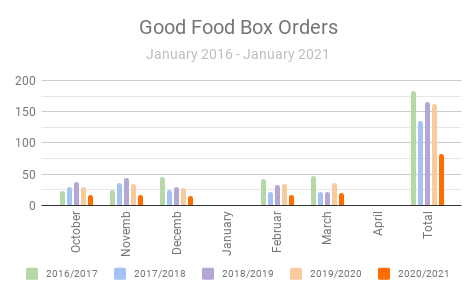 Good Food Box Orders
January 2016 - January 2021
200
150
100
50
0
October
Novemb
Decemb
January
Februar
March
April
Total
2016/2017 2017/2018 2018/2019 2019/2020 2020/2021